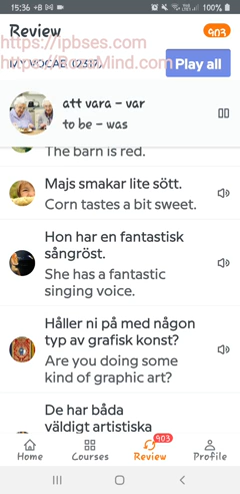 15:36 +B
100%
Review
903
https://ipbses.com
MY VOCAB (2317)
Play all
att vara – var
to be – was
The barn is red.
Majs smakar lite sött.
Corn tastes a bit sweet.
Hon har en fantastisk
sångröst.
She has a fantastic
singing voice.
Håller ni på med någon
typ av grafisk konst?
Are you doing some
kind of graphic art?
De har båda
väldigt artistiska
903
Home Courses Review Profile